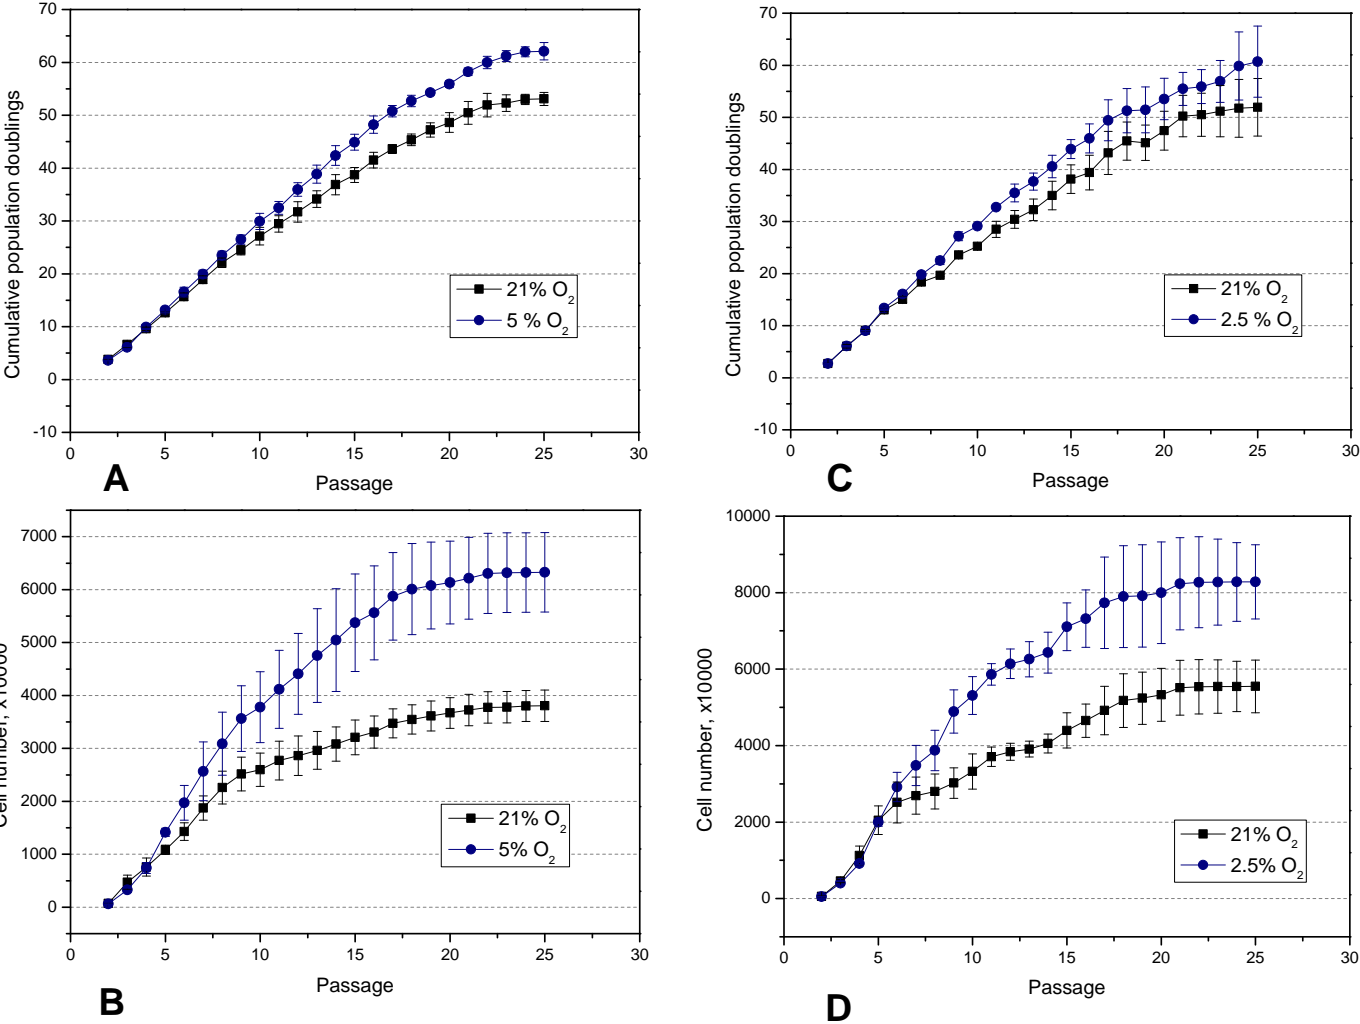 70
60
50
40
30
20
10
0
-10
Cumulative population doublings
0 5 10 15 20 25 30
Passage
A
21% O2
5 % O2
70
60
50
40
30
20
10
0
-10
Cumulative population doublings
0 5 10 15 20 25 30
Passage
C
21% O2
2.5 % O2
7000
6000
5000
4000
3000
2000
1000
0
Cell number, x10000
0 5 10 15 20 25 30
Passage
B
21% O2
5% O2
10000
8000
6000
4000
2000
0
Cell number, x10000
0 5 10 15 20 25 30
Passage
D
21% O2
2.5% O2